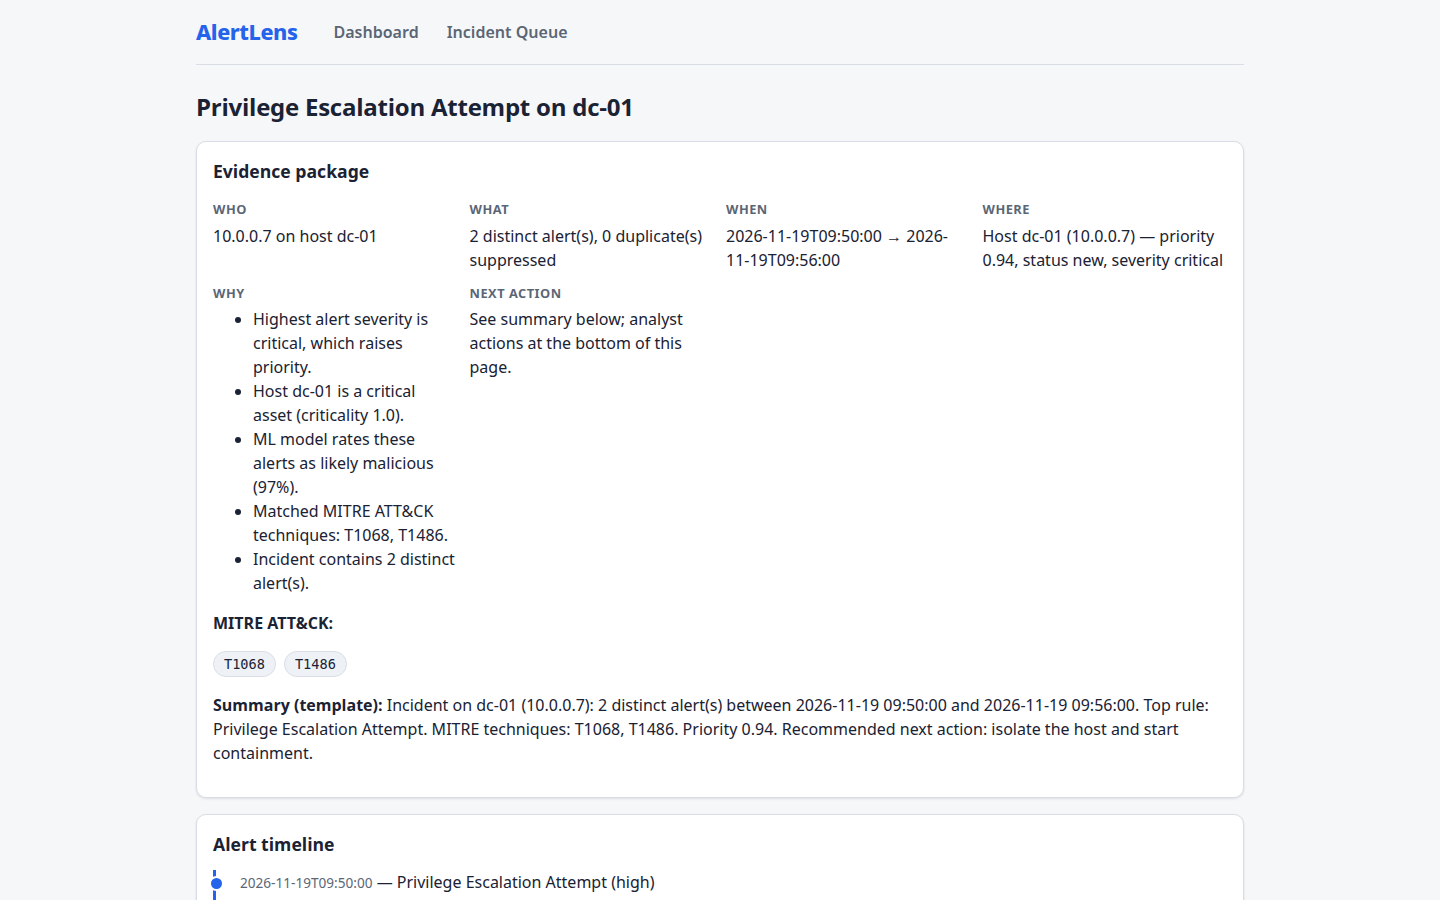 AlertLens Dashboard Incident Queue
Privilege Escalation Attempt on dc-01
Evidence package
WHO
10.0.0.7 on host dc-01
WHAT
2 distinct alert(s), 0 duplicate(s)
suppressed
WHEN
2026-11-19T09:50:00 → 2026-
11-19T09:56:00
WHERE
Host dc-01 (10.0.0.7) — priority
0.94, status new, severity critical
WHY
Highest alert severity is
critical, which raises
priority.
Host dc-01 is a critical
asset (criticality 1.0).
ML model rates these
alerts as likely malicious
(97%).
Matched MITRE ATT&CK
techniques: T1068, T1486.
Incident contains 2 distinct
alert(s).
NEXT ACTION
See summary below; analyst
actions at the bottom of this
page.
MITRE ATT&CK:
T1068 T1486
Summary (template): Incident on dc-01 (10.0.0.7): 2 distinct alert(s) between 2026-11-19 09:50:00 and 2026-11-19 09:56:00. Top rule:
Privilege Escalation Attempt. MITRE techniques: T1068, T1486. Priority 0.94. Recommended next action: isolate the host and start
containment.
Alert timeline
2026-11-19T09:50:00 — Privilege Escalation Attempt (high)